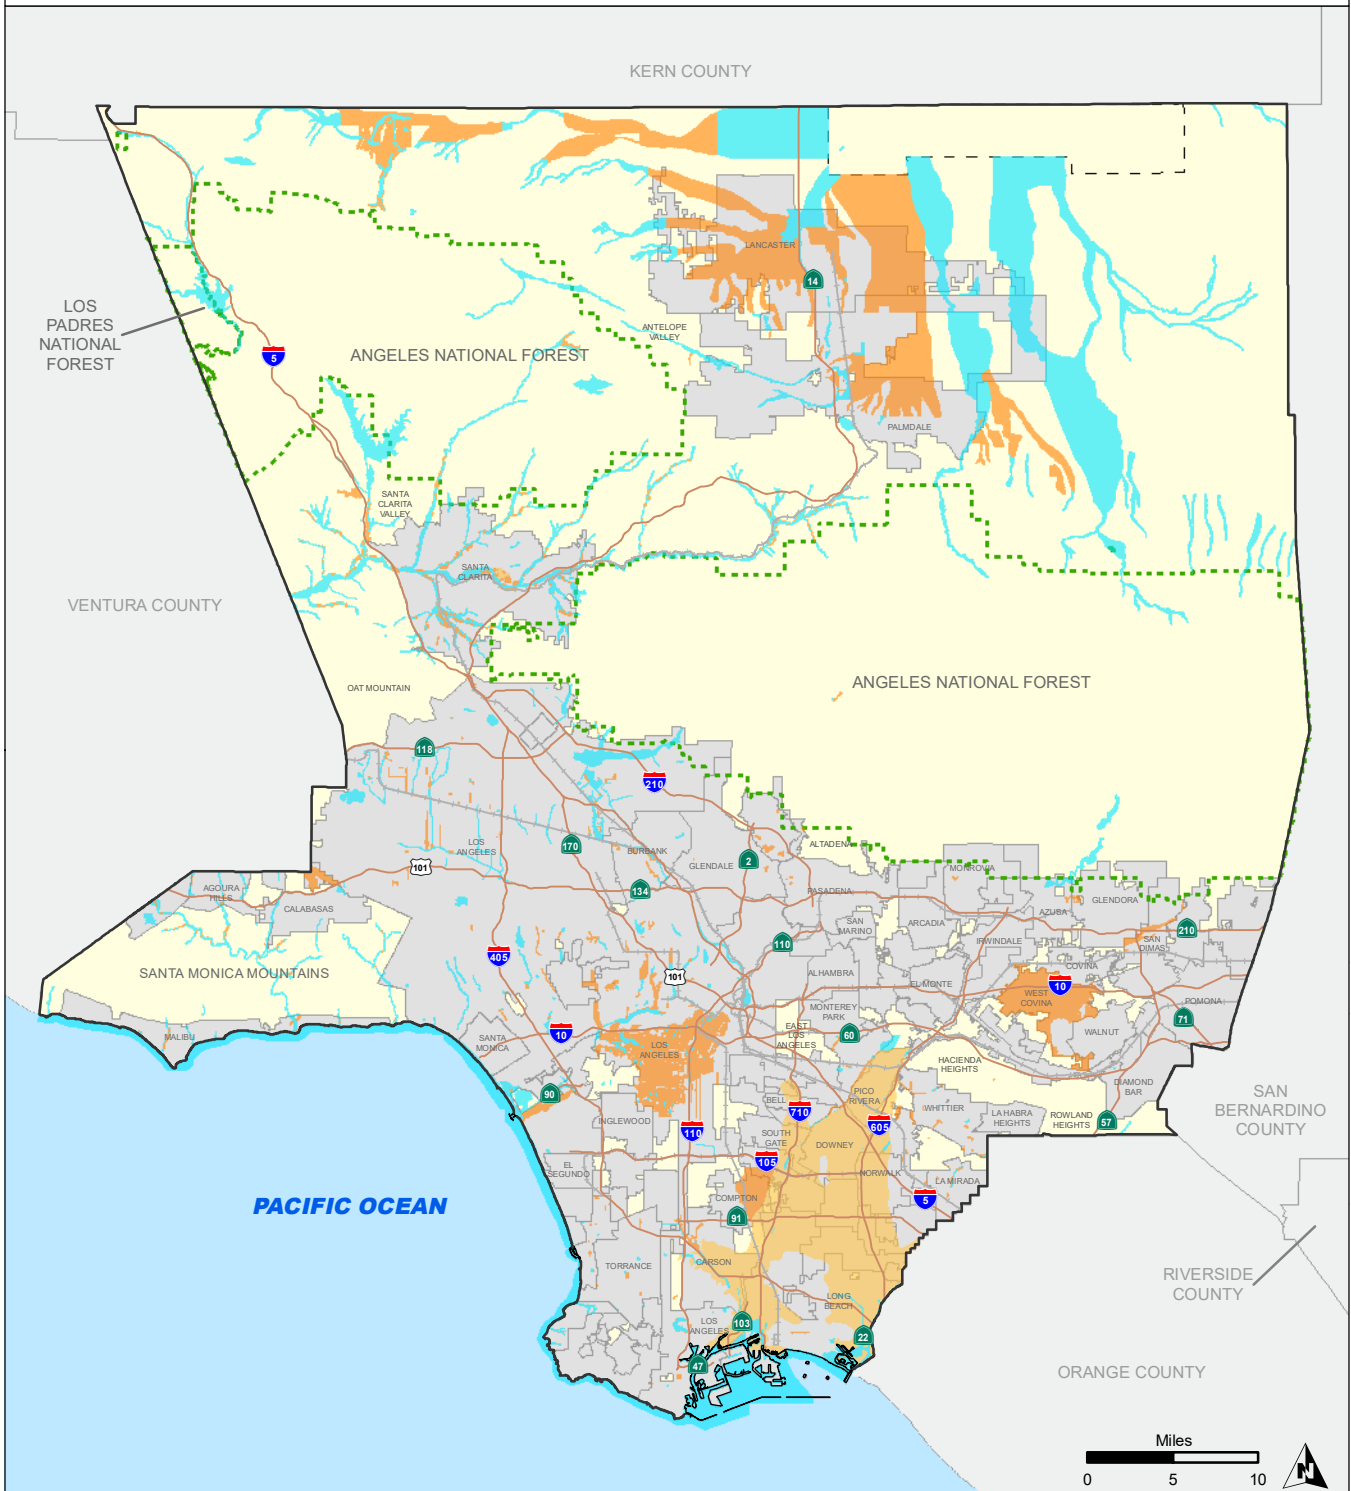 KERN COUNTY
LANCASTER
14
LOS
PADRES
NATIONAL
FOREST
5
ANGELES NATIONAL FOREST
ANTELOPE
VALLEY
PALMDALE
SANTA
CLARITA
VALLEY
SANTA
CLARITA
VENTURA COUNTY
OAT MOUNTAIN
ANGELES NATIONAL FOREST
118
210
LOS
ANGELES
170
BURBANK
GLENDALE
2
ALTADENA
101
134
PASADENA
MONROVIA
AGOURA
HILLS
CALABASAS
AZUSA
GLENDORA
SAN
MARINO
ARCADIA
IRWINDALE
210
SAN
DIMAS
110
405
SANTA MONICA MOUNTAINS
101
ALHAMBRA
EL MONTE
COVINA
10
WEST
COVINA
POMONA
MONTEREY
PARK
71
MALIBU
SANTA
MONICA
10
LOS
ANGELES
EAST
LOS
ANGELES
60
WALNUT
HACIENDA
HEIGHTS
DIAMOND
BAR
90
BELL
710
PICO
RIVERA
WHITTIER
LA HABRA
HEIGHTS
ROWLAND
HEIGHTS
57
SAN
BERNARDINO
COUNTY
INGLEWOOD
110
SOUTH
GATE
605
DOWNEY
105
EL
SEGUNDO
NORWALK
LA MIRADA
5
COMPTON
PACIFIC OCEAN
91
CARSON
TORRANCE
RIVERSIDE
COUNTY
LONG
BEACH
LOS
ANGELES
103
22
47
ORANGE COUNTY
Miles
0 5 10
N